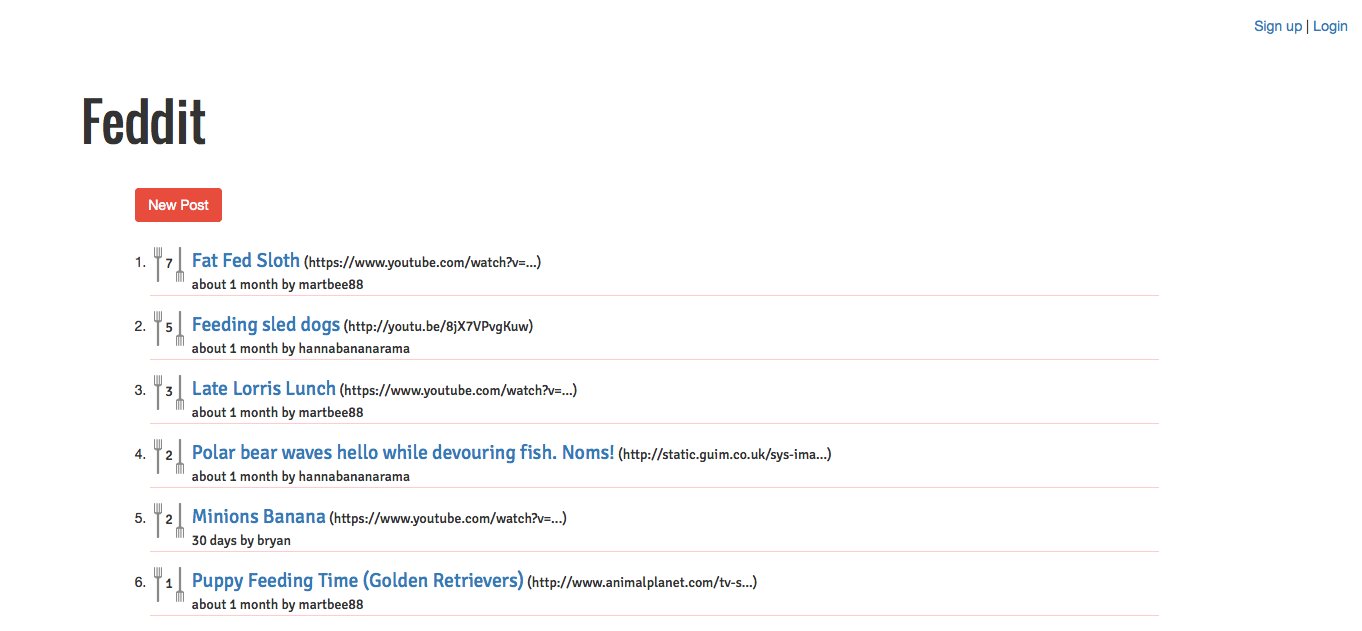 Sign up | Login
Feddit
New Post
1. 7 Fat Fed Sloth (https://www.youtube.com/watch?v=...)
about 1 month by martbee88
2. 5 Feeding sled dogs (http://youtu.be/8jX7VPvgKuw)
about 1 month by hannabananarama
3. 3 Late Lorris Lunch (https://www.youtube.com/watch?v=...)
about 1 month by martbee88
4. 2 Polar bear waves hello while devouring fish. Noms! (http://static.guim.co.uk/sys-ima...)
about 1 month by hannabananarama
5. 2 Minions Banana (https://www.youtube.com/watch?v=...)
30 days by bryan
6. 1 Puppy Feeding Time (Golden Retrievers) (http://www.animalplanet.com/tv-s...)
about 1 month by martbee88